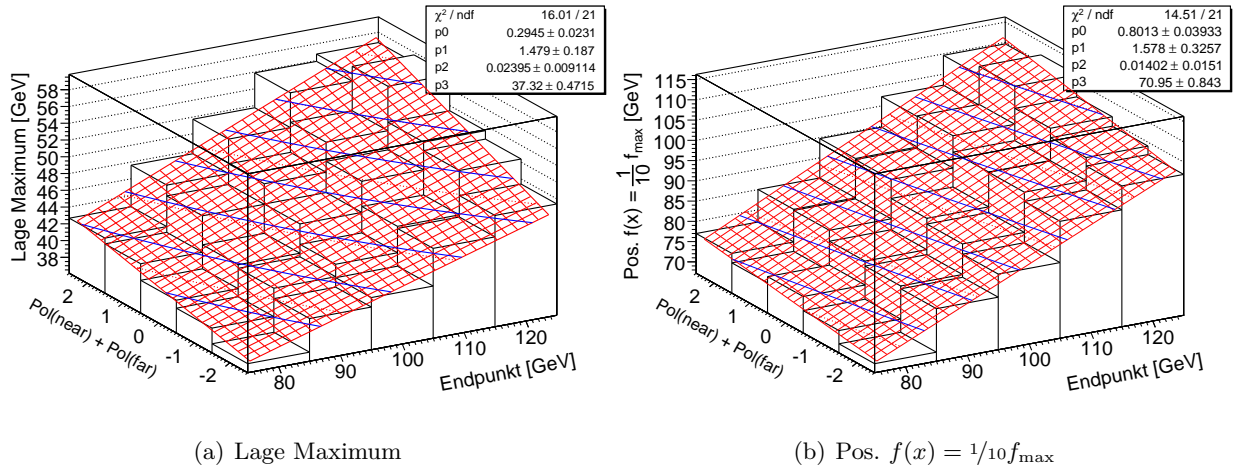 χ² / ndf 16.01 / 21
p0 0.2945 ± 0.0231
p1 1.479 ± 0.187
p2 0.02395 ± 0.009114
p3 37.32 ± 0.4715
Lage Maximum [GeV]
58
56
54
52
50
48
46
44
42
40
38
2
1
0
-1
-2
Pol(near) + Pol(far)
80
90
100
110
120
Endpunkt [GeV]
(a) Lage Maximum
χ² / ndf 14.51 / 21
p0 0.8013 ± 0.03933
p1 1.578 ± 0.3257
p2 0.01402 ± 0.0151
p3 70.95 ± 0.843
Pos. f(x) = 1/10 f_max [GeV]
115
110
105
100
95
90
85
80
75
70
2
1
0
-1
-2
Pol(near) + Pol(far)
80
90
100
110
120
Endpunkt [GeV]
(b) Pos. f(x) = 1/10 f_max